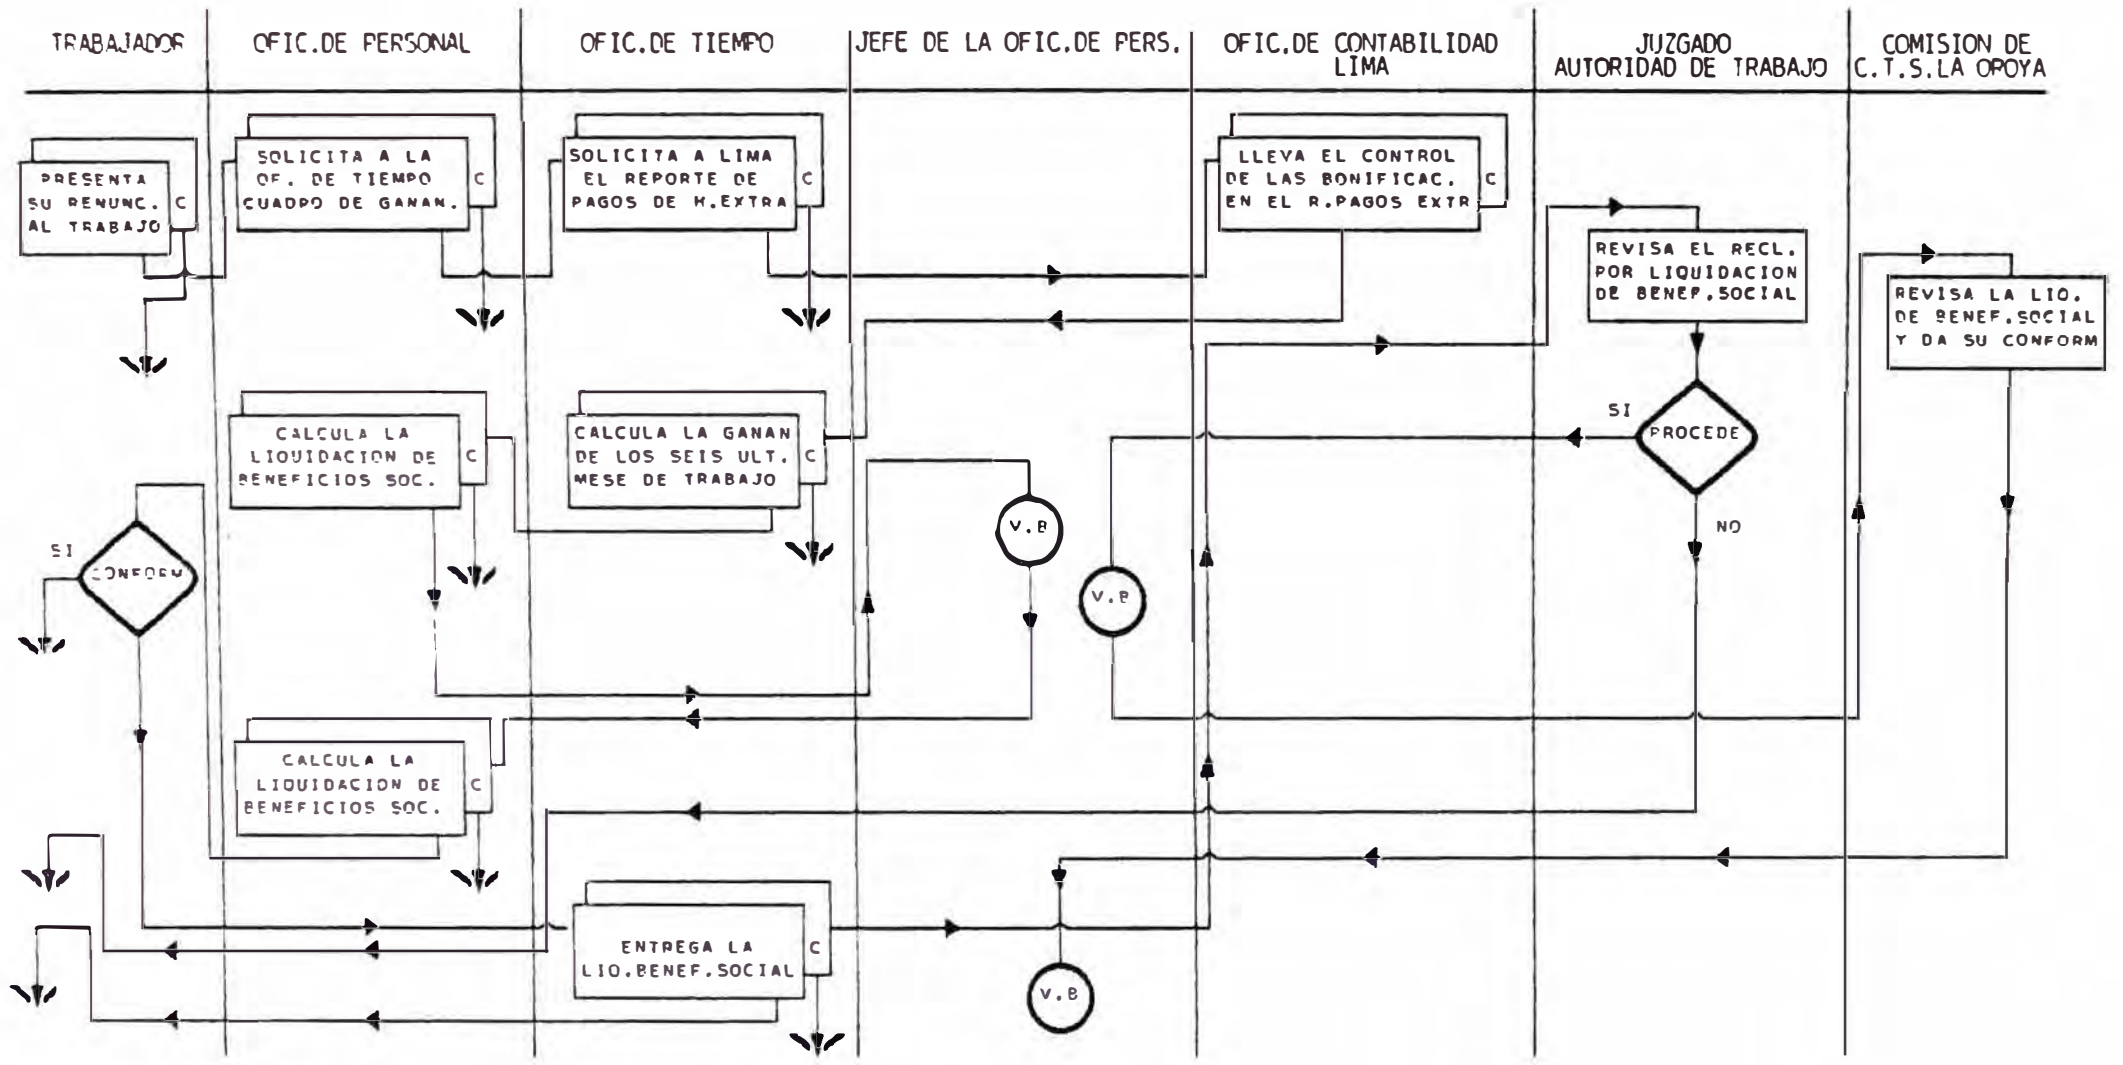 TRABAJADOR
OFIC.DE PERSONAL
OFIC.DE TIEMPO
JEFE DE LA OFIC.DE PERS.
OFIC.DE CONTABILIDAD
LIMA
JUZGADO
AUTORIDAD DE TRABAJO
COMISION DE
C.T.S.LA OROYA
PRESENTA
SU RENUNC.
AL TRABAJO
C
SOLICITA A LA
OF. DE TIEMPO
CUADRO DE GANAN.
C
SOLICITA A LIMA
EL REPORTE DE
PAGOS DE H.EXTRA
C
LLEVA EL CONTROL
DE LAS BONIFICAC.
EN EL R.PAGOS EXTR
C
REVISA EL RECL.
POR LIQUIDACION
DE BENEF.SOCIAL
REVISA LA LIQ.
DE BENEF.SOCIAL
Y DA SU CONFORM
CALCULA LA
LIQUIDACION DE
BENEFICIOS SOC.
C
CALCULA LA GANAN
DE LOS SEIS ULT.
MESE DE TRABAJO
C
SI
PROCEDE
NO
V.B
SI
CONFORM
V.B
CALCULA LA
LIQUIDACION DE
BENEFICIOS SOC.
C
ENTREGA LA
LIQ.BENEF.SOCIAL
C
V.B